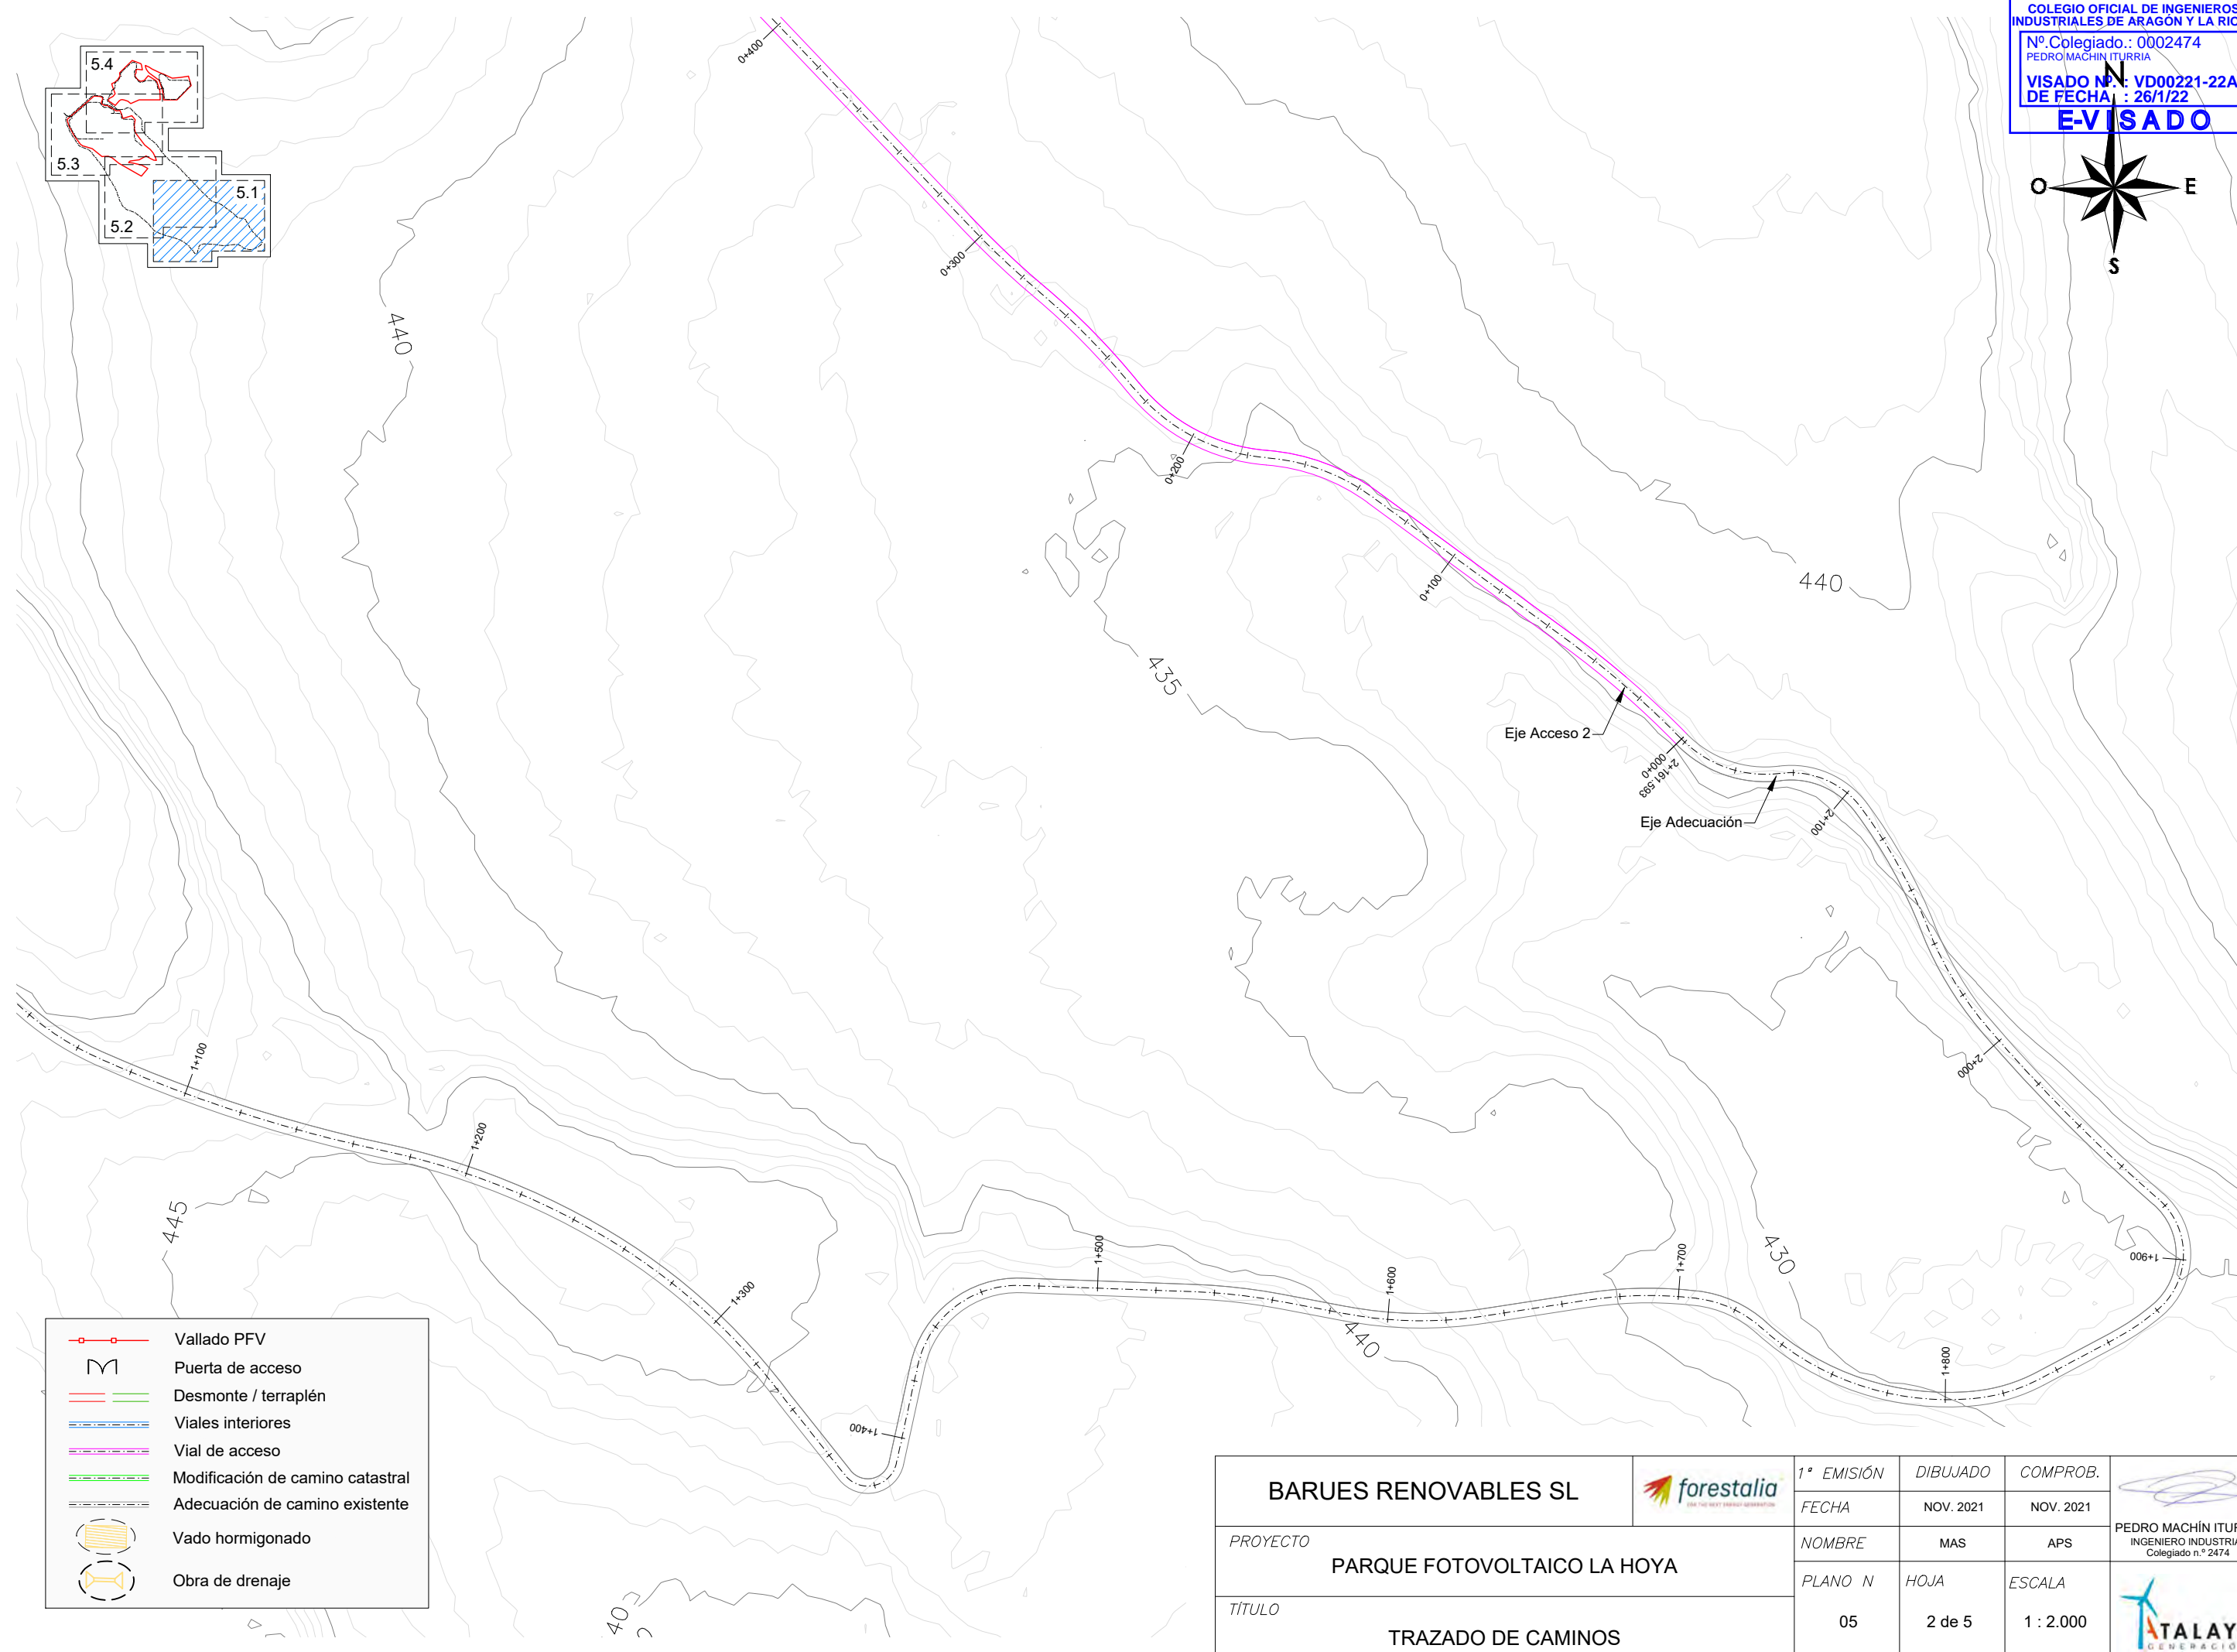 COLEGIO OFICIAL DE INGENIEROS
INDUSTRIALES DE ARAGÓN Y LA RIO
Nº.Colegiado.: 0002474
PEDRO MACHIN ITURRIA
VISADO Nº. : VD00221-22A
DE FECHA : 26/1/22
E-VISADO
N
O
E
S
5.4
5.3
5.2
5.1
0+400
0+300
0+200
0+100
0+000
2+161.593
Eje Acceso 2
Eje Adecuación
2+100
2+000
1+900
1+800
1+700
1+600
1+500
1+400
1+300
1+200
1+100
440
435
440
430
440
445
Vallado PFV
Puerta de acceso
Desmonte / terraplén
Viales interiores
Vial de acceso
Modificación de camino catastral
Adecuación de camino existente
Vado hormigonado
Obra de drenaje
BARUES RENOVABLES SL
forestalia
PROYECTO
PARQUE FOTOVOLTAICO LA HOYA
TÍTULO
TRAZADO DE CAMINOS
1ª EMISIÓN
DIBUJADO
COMPROB.
FECHA
NOV. 2021
NOV. 2021
NOMBRE
MAS
APS
PLANO N
HOJA
ESCALA
05
2 de 5
1 : 2.000
PEDRO MACHÍN ITUR
INGENIERO INDUSTRIA
Colegiado n.º 2474
ATALAY